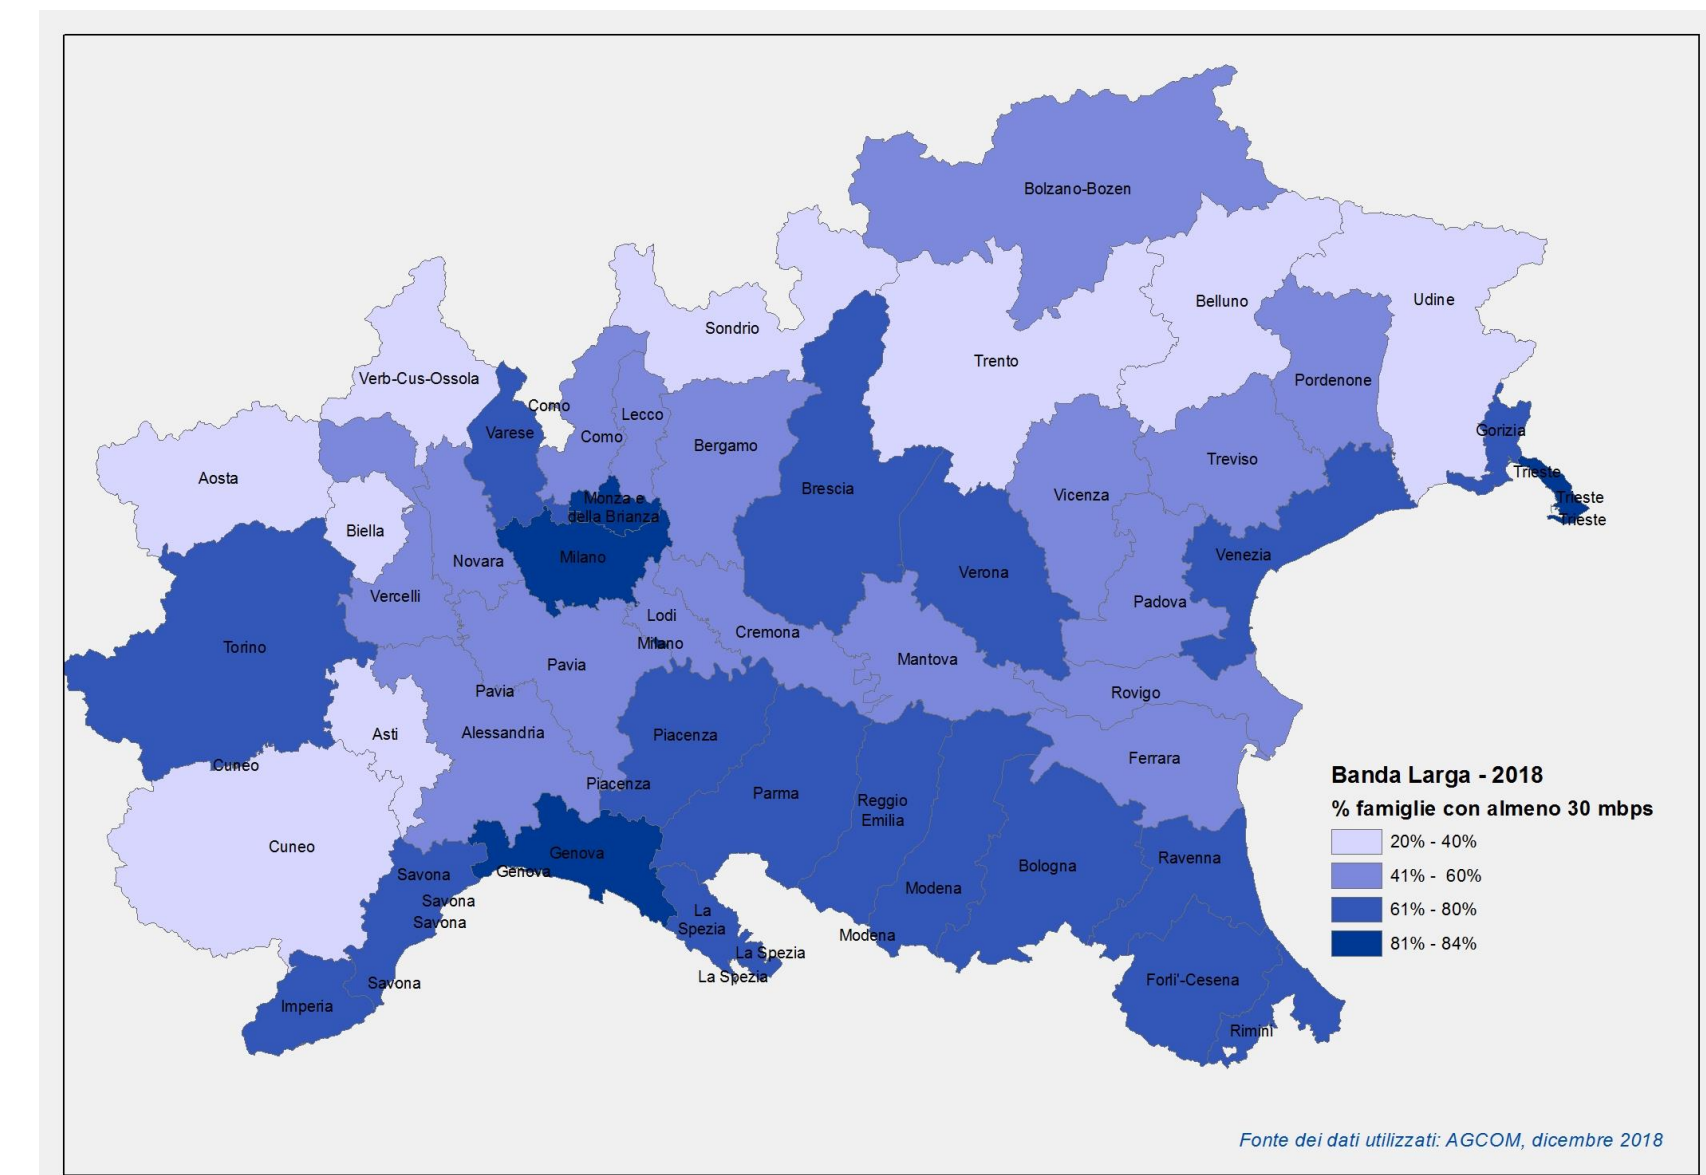 Bolzano-Bozen
Belluno
Udine
Sondrio
Trento
Verb-Cus-Ossola
Pordenone
Como
Lecco
Varese
Como
Gorizia
Bergamo
Treviso
Aosta
Trieste
Brescia
Vicenza
Monza e
della Brianza
Trieste
Trieste
Biella
Milano
Venezia
Novara
Verona
Vercelli
Padova
Lodi
Cremona
Milano
Torino
Mantova
Pavia
Pavia
Rovigo
Asti
Alessandria
Piacenza
Ferrara
Cuneo
Piacenza
Parma
Reggio
Emilia
Cuneo
Genova
Genova
Ravenna
Bologna
Savona
Modena
Savona
Savona
La
Spezia
Modena
La Spezia
La Spezia
Savona
Forli'-Cesena
Imperia
Rimini
Banda Larga - 2018
% famiglie con almeno 30 mbps
20% - 40%
41% - 60%
61% - 80%
81% - 84%
Fonte dei dati utilizzati: AGCOM, dicembre 2018